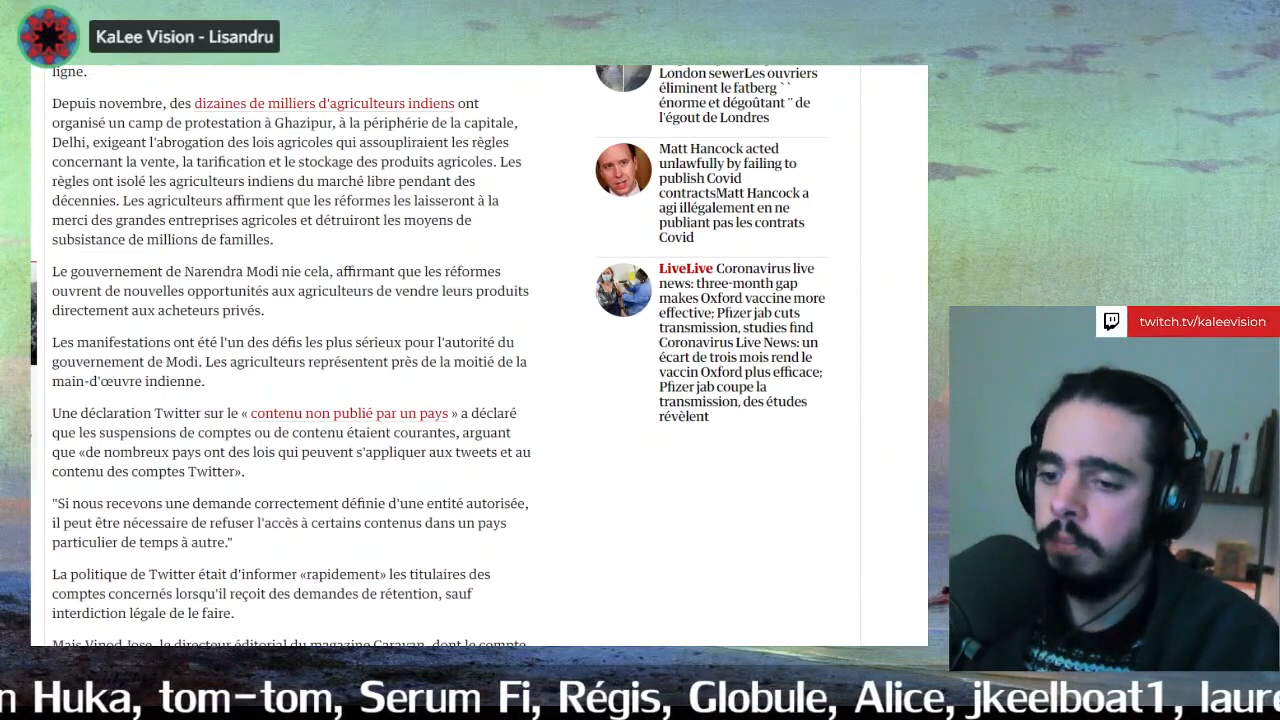 KaLee Vision - Lisandru
ligne.
Depuis novembre, des dizaines de milliers d'agriculteurs indiens ont
organisé un camp de protestation à Ghazipur, à la périphérie de la capitale,
Delhi, exigeant l'abrogation des lois agricoles qui assoupliraient les règles
concernant la vente, la tarification et le stockage des produits agricoles. Les
règles ont isolé les agriculteurs indiens du marché libre pendant des
décennies. Les agriculteurs affirment que les réformes les laisseront à la
merci des grandes entreprises agricoles et détruiront les moyens de
subsistance de millions de familles.
Le gouvernement de Narendra Modi nie cela, affirmant que les réformes
ouvrent de nouvelles opportunités aux agriculteurs de vendre leurs produits
directement aux acheteurs privés.
Les manifestations ont été l'un des défis les plus sérieux pour l'autorité du
gouvernement de Modi. Les agriculteurs représentent près de la moitié de la
main-d'œuvre indienne.
Une déclaration Twitter sur le « contenu non publié par un pays » a déclaré
que les suspensions de comptes ou de contenu étaient courantes, arguant
que «de nombreux pays ont des lois qui peuvent s'appliquer aux tweets et au
contenu des comptes Twitter».
"Si nous recevons une demande correctement définie d'une entité autorisée,
il peut être nécessaire de refuser l'accès à certains contenus dans un pays
particulier de temps à autre."
La politique de Twitter était d'informer «rapidement» les titulaires des
comptes concernés lorsqu'il reçoit des demandes de rétention, sauf
interdiction légale de le faire.
Mais Vinod Jose, le directeur éditorial du magazine Caravan, dont le compte
London sewerLes ouvriers
éliminent le fatberg ``
énorme et dégoûtant '' de
l'égout de Londres
Matt Hancock acted
unlawfully by failing to
publish Covid
contractsMatt Hancock a
agi illégalement en ne
publiant pas les contrats
Covid
LiveLive Coronavirus live
news: three-month gap
makes Oxford vaccine more
effective; Pfizer jab cuts
transmission, studies find
Coronavirus Live News: un
écart de trois mois rend le
vaccin Oxford plus efficace;
Pfizer jab coupe la
transmission, des études
révèlent
twitch.tv/kaleevision
n Huka, tom-tom, Serum Fi, Régis, Globule, Alice, jkeelboat1, laure